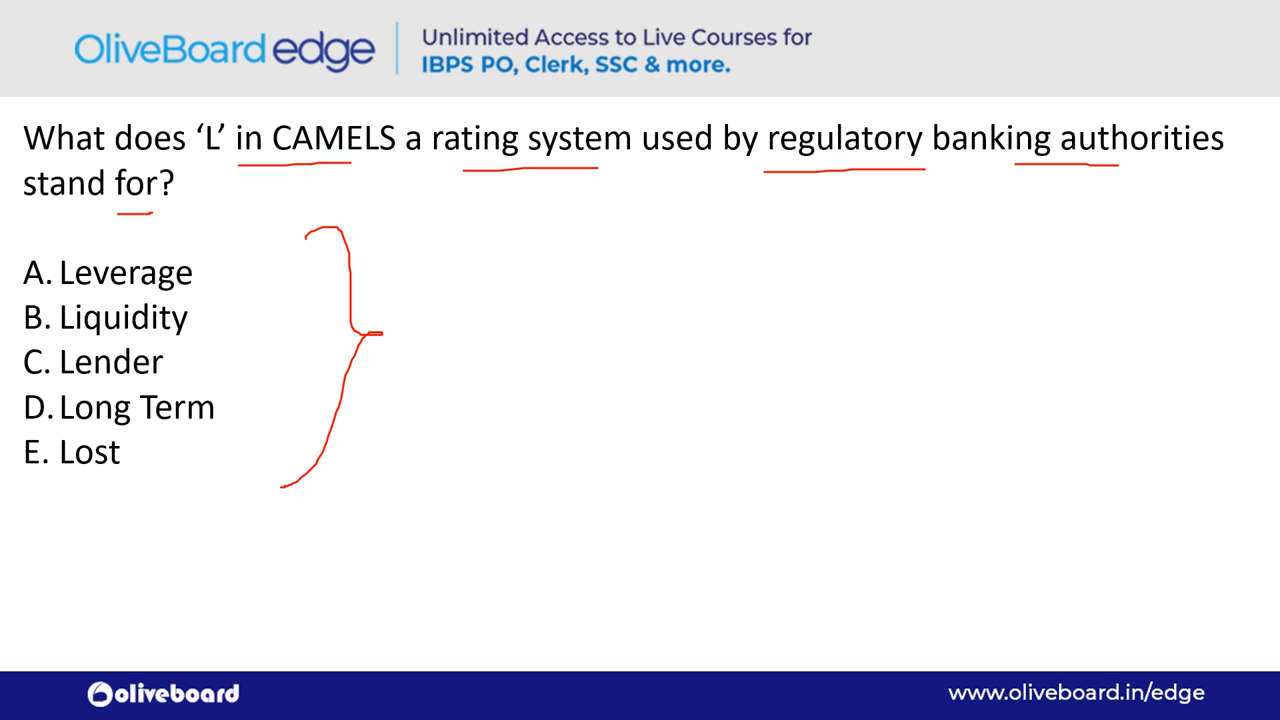 OliveBoard edge
Unlimited Access to Live Courses for
IBPS PO, Clerk, SSC & more.
What does ‘L’ in CAMELS a rating system used by regulatory banking authorities
stand for?
A. Leverage
B. Liquidity
C. Lender
D. Long Term
E. Lost
oliveboard
www.oliveboard.in/edge